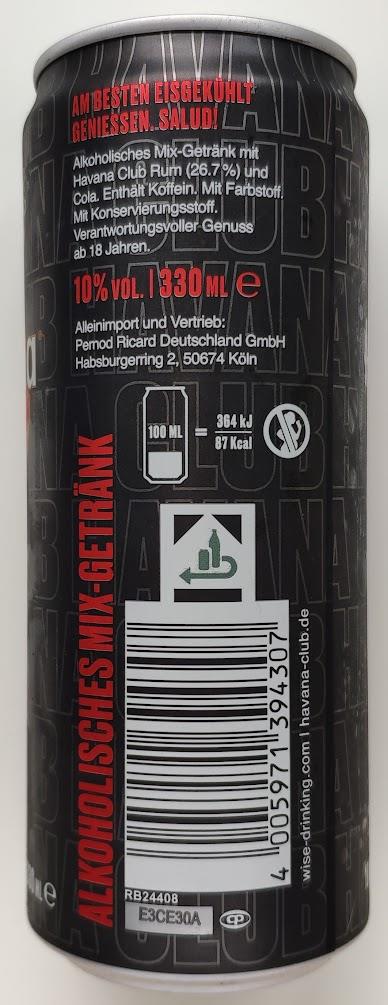 AM BESTEN EISGEKÜHLT
GENIESSEN. SALUD!
Alkoholisches Mix-Getränk mit
Havana Club Rum (26.7%) und
Cola. Enthält Koffein. Mit Farbstoff.
Mit Konservierungsstoff.
Verantwortungsvoller Genuss
ab 18 Jahren.
10% VOL. | 330 ML e
Alleinimport und Vertrieb:
Pernod Ricard Deutschland GmbH
Habsburgerring 2, 50674 Köln
100 ML = 364 kJ
87 Kcal
ALKOHOLISCHES MIX-GETRÄNK
4 005971 394307
wise-drinking.com | havana-club.de
RB24408
E3CE30A
HAVANA
CLUB